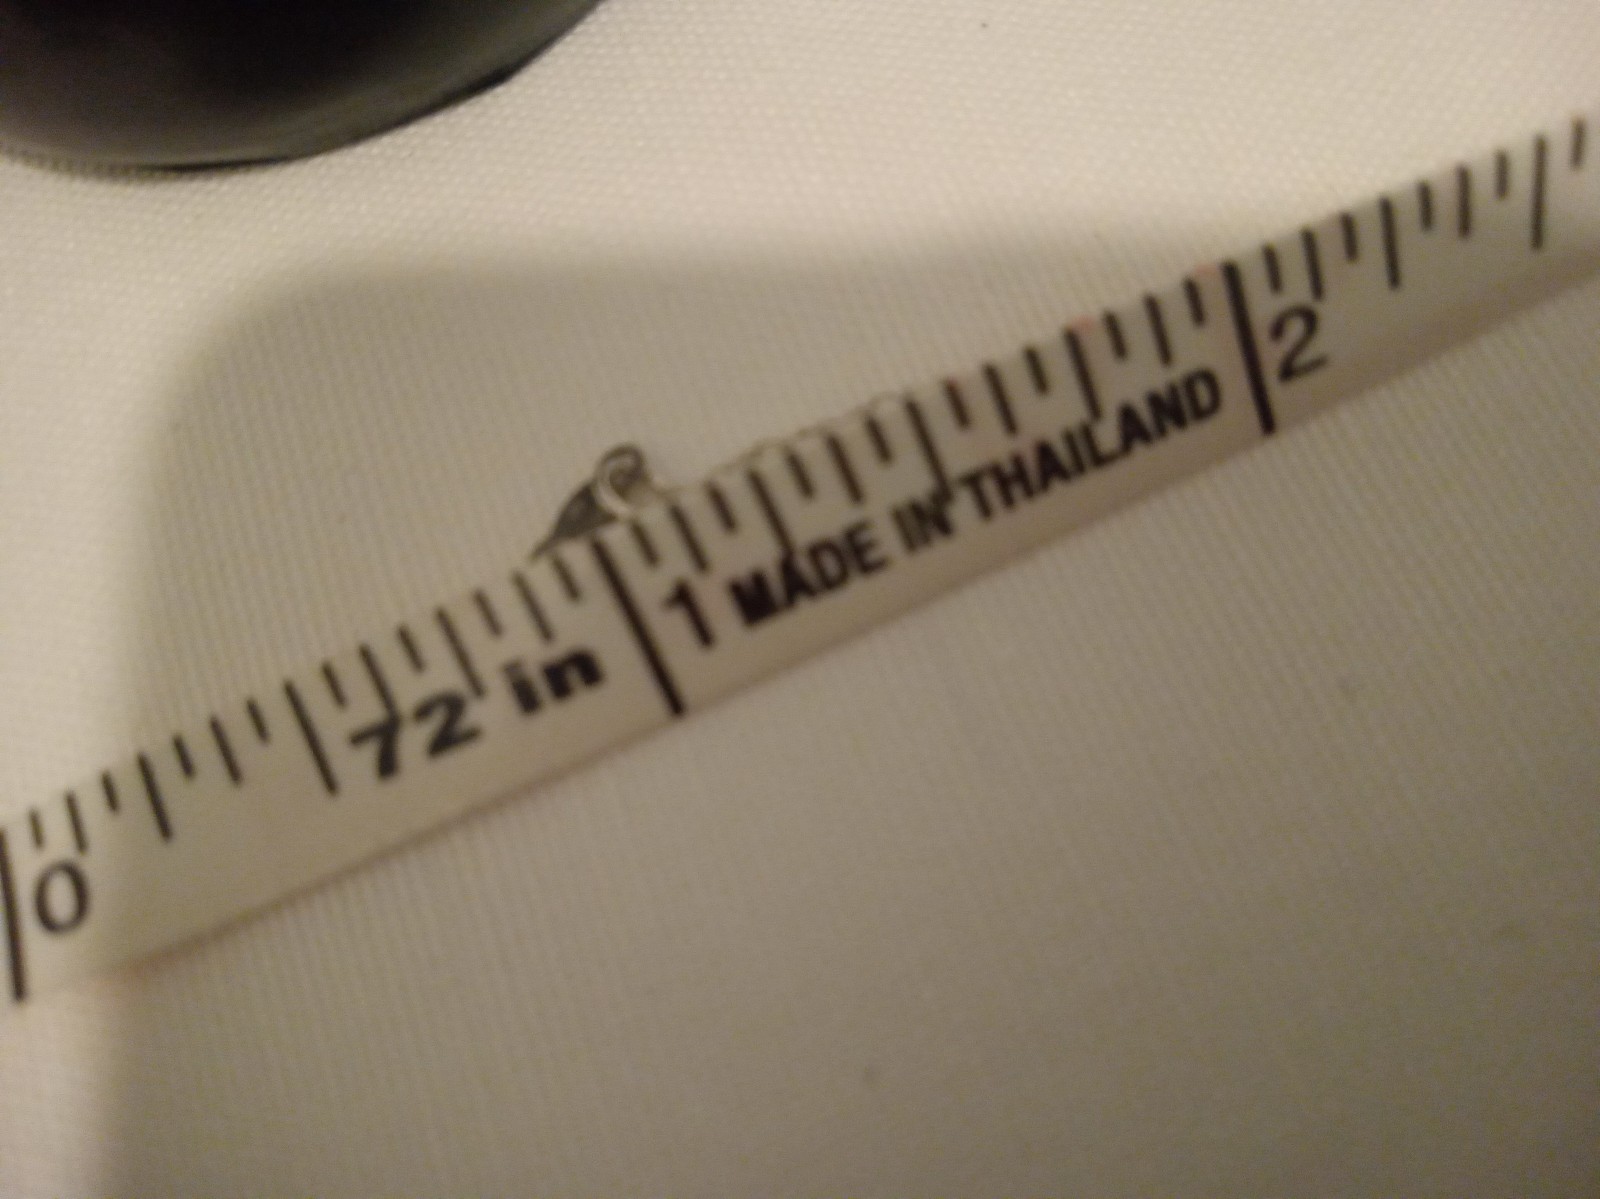 0 72 in 1 MADE IN THAILAND 2